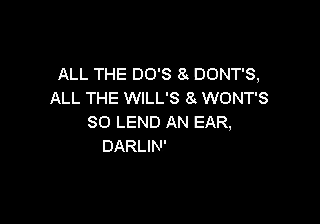 ALL THE DO'S & DONT'S,
ALL THE WILL'S & WONT'S
SO LEND AN EAR,
DARLIN'